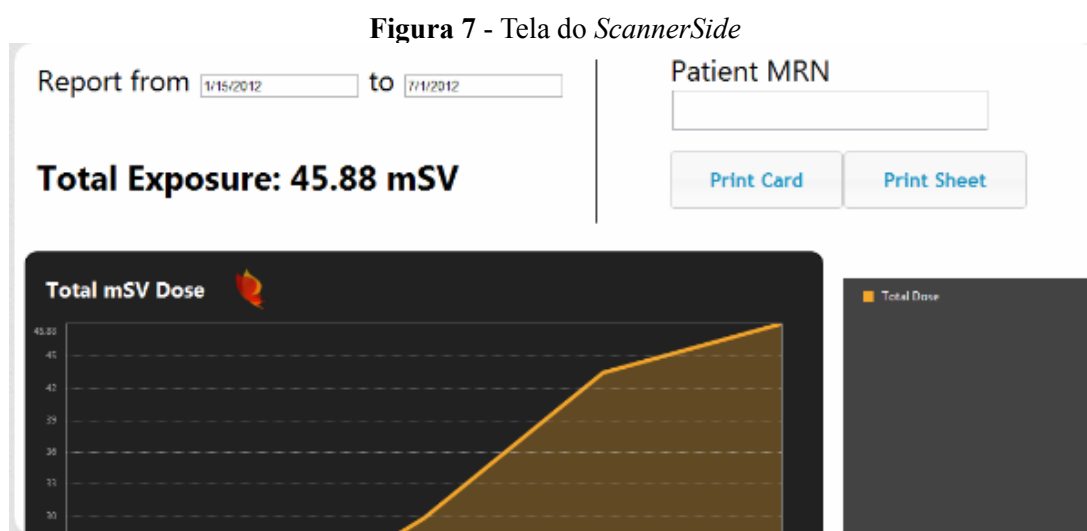 Figura 7 - Tela do ScannerSide
Report from 1/15/2012 to 7/1/2012
Total Exposure: 45.88 mSV
Patient MRN
Print Card Print Sheet
Total mSV Dose
45.88
45
42
39
36
33
30
Total Dose